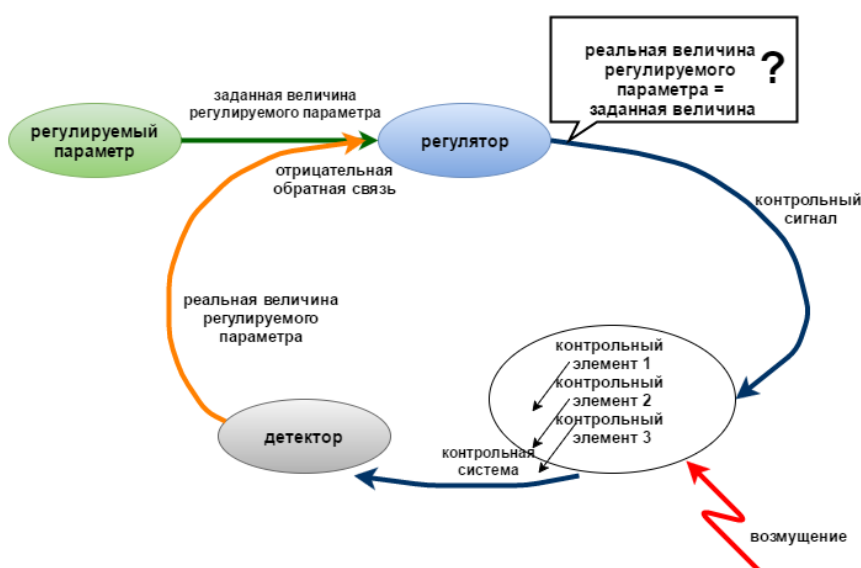 реальная величина
регулируемого
параметра =
заданная величина
?
заданная величина
регулируемого параметра
регулируемый
параметр
регулятор
отрицательная
обратная связь
контрольный
сигнал
реальная величина
регулируемого
параметра
контрольный
элемент 1
контрольный
элемент 2
контрольный
элемент 3
детектор
контрольная
система
возмущение